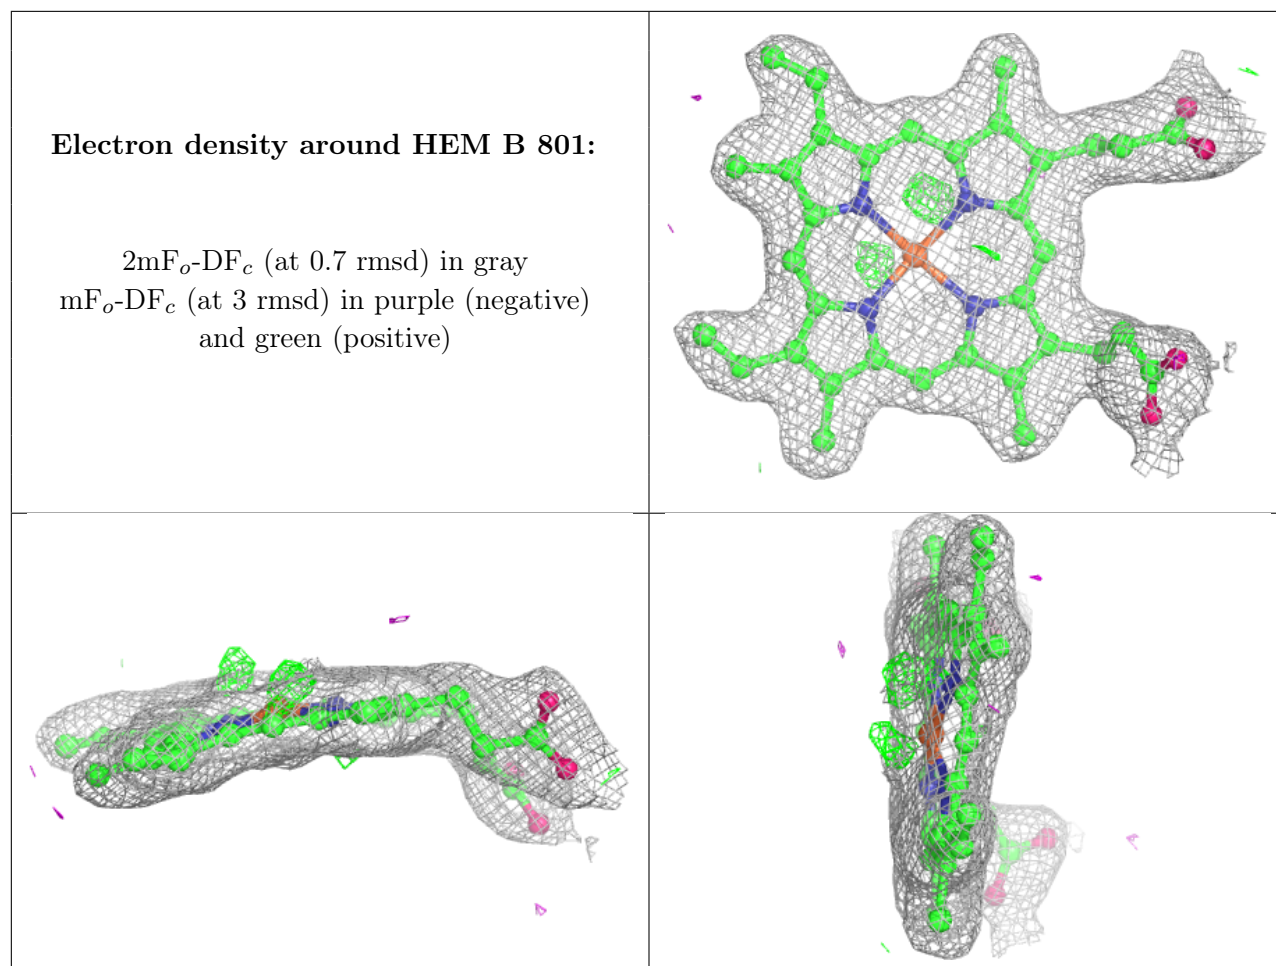 Electron density around HEM B 801:
2mFo-DFc (at 0.7 rmsd) in gray
mFo-DFc (at 3 rmsd) in purple (negative)
and green (positive)